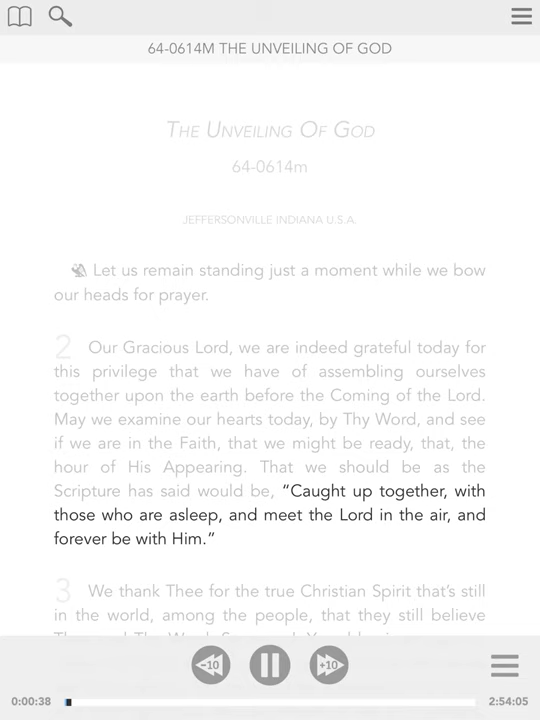 64-0614M THE UNVEILING OF GOD
The Unveiling Of God
64-0614m
JEFFERSONVILLE INDIANA U.S.A.
Let us remain standing just a moment while we bow
our heads for prayer.
2 Our Gracious Lord, we are indeed grateful today for
this privilege that we have of assembling ourselves
together upon the earth before the Coming of the Lord.
May we examine our hearts today, by Thy Word, and see
if we are in the Faith, that we might be ready, that, the
hour of His Appearing. That we should be as the
Scripture has said would be, “Caught up together, with
those who are asleep, and meet the Lord in the air, and
forever be with Him.”
3 We thank Thee for the true Christian Spirit that’s still
in the world, among the people, that they still believe
-10 +10
0:00:38 2:54:05